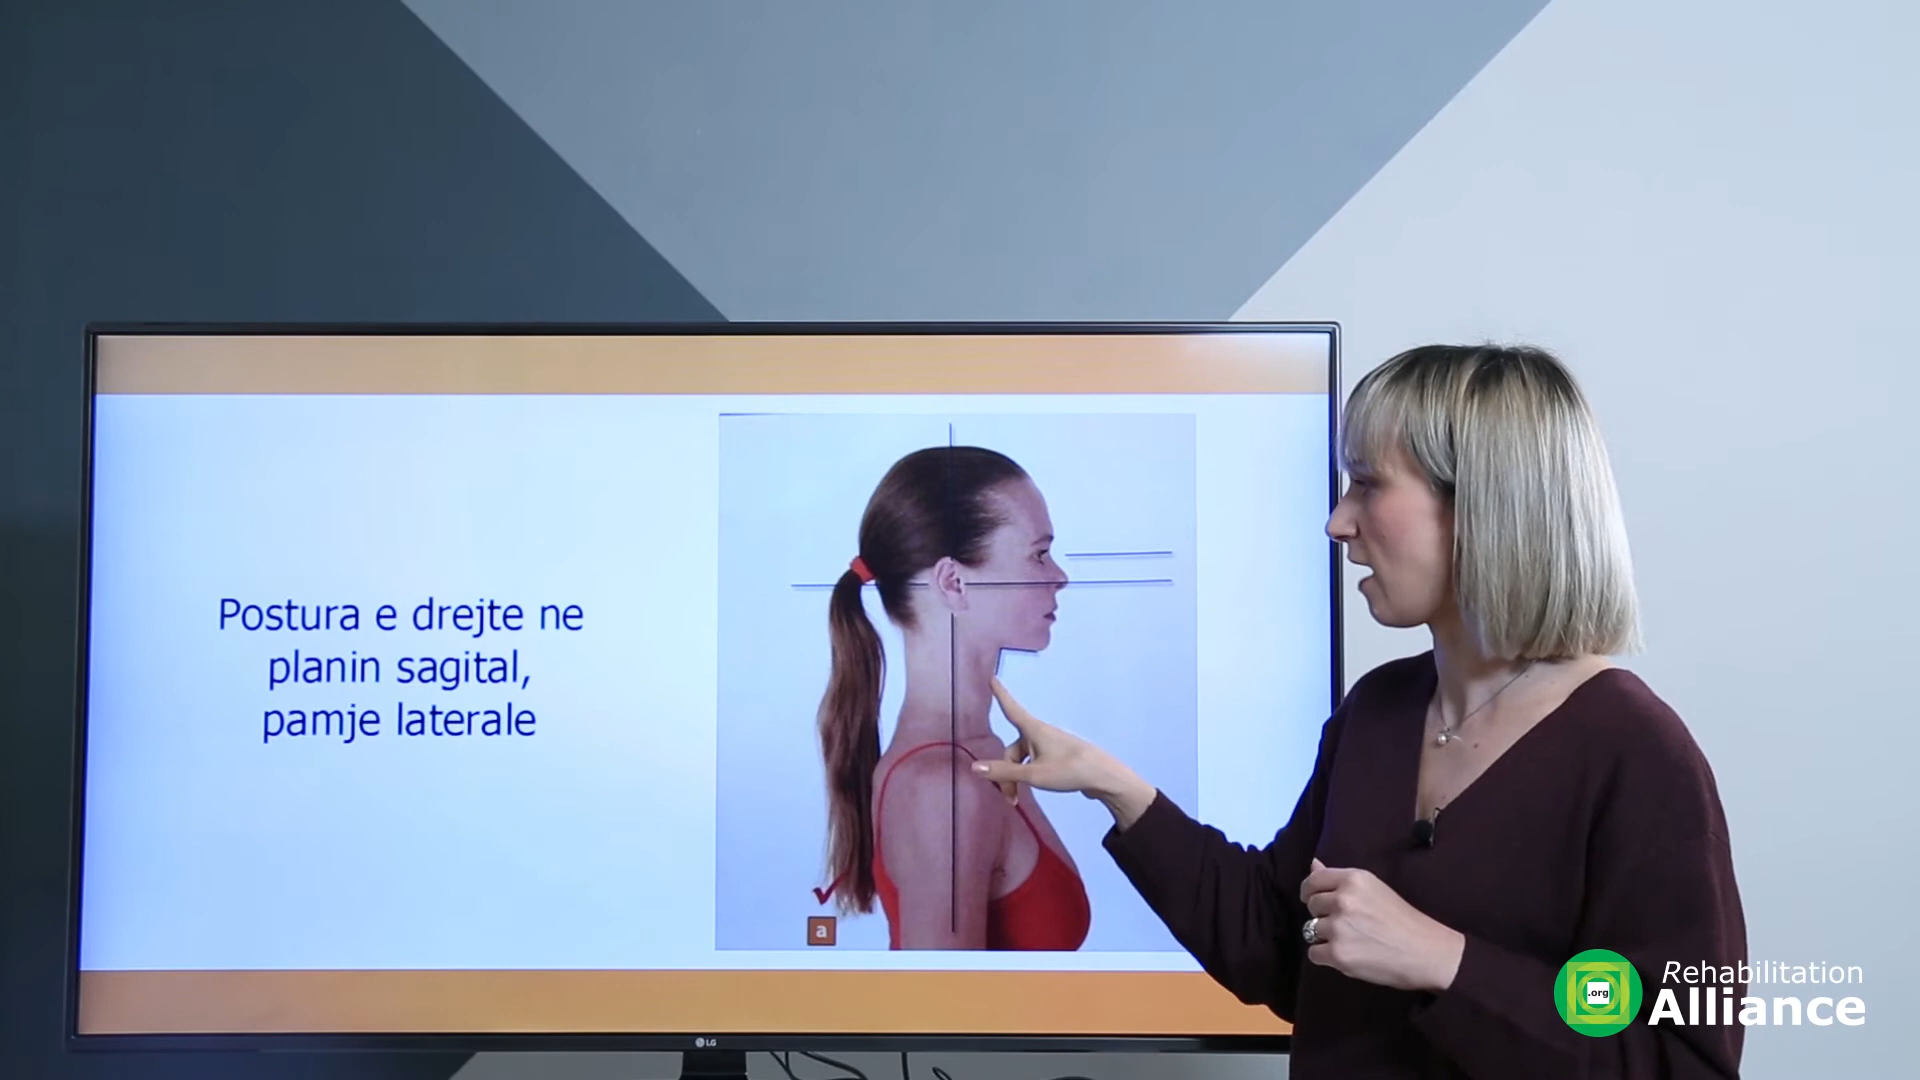 Postura e drejte ne
planin sagital,
pamje laterale
a
LG
.org
Rehabilitation
Alliance